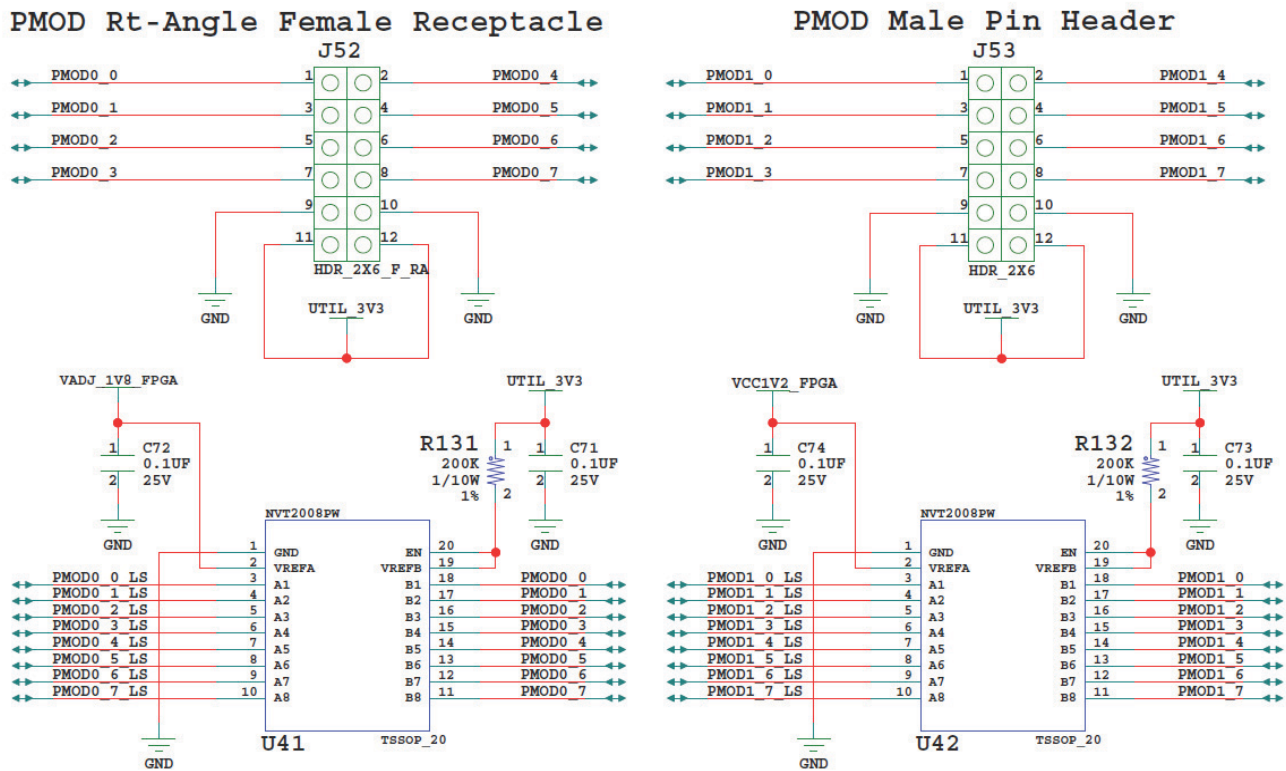 PMOD Rt-Angle Female Receptacle
J52
PMOD0_0 1 2 PMOD0_4
PMOD0_1 3 4 PMOD0_5
PMOD0_2 5 6 PMOD0_6
PMOD0_3 7 8 PMOD0_7
9 10
11 12
HDR_2X6_F_RA
GND GND
UTIL_3V3
PMOD Male Pin Header
J53
PMOD1_0 1 2 PMOD1_4
PMOD1_1 3 4 PMOD1_5
PMOD1_2 5 6 PMOD1_6
PMOD1_3 7 8 PMOD1_7
9 10
11 12
HDR_2X6
GND GND
UTIL_3V3
VADJ_1V8_FPGA
UTIL_3V3
1 C72
0.1UF
2 25V
GND
R131 1
200K
1/10W
1% 2
1 C71
0.1UF
2 25V
GND
NVT2008PW
1 GND EN 20
2 VREFA VREFB 19
PMOD0_0_LS 3 A1 B1 18 PMOD0_0
PMOD0_1_LS 4 A2 B2 17 PMOD0_1
PMOD0_2_LS 5 A3 B3 16 PMOD0_2
PMOD0_3_LS 6 A4 B4 15 PMOD0_3
PMOD0_4_LS 7 A5 B5 14 PMOD0_4
PMOD0_5_LS 8 A6 B6 13 PMOD0_5
PMOD0_6_LS 9 A7 B7 12 PMOD0_6
PMOD0_7_LS 10 A8 B8 11 PMOD0_7
U41 TSSOP_20
GND
VCC1V2_FPGA
UTIL_3V3
1 C74
0.1UF
2 25V
GND
R132 1
200K
1/10W
1% 2
1 C73
0.1UF
2 25V
GND
NVT2008PW
1 GND EN 20
2 VREFA VREFB 19
PMOD1_0_LS 3 A1 B1 18 PMOD1_0
PMOD1_1_LS 4 A2 B2 17 PMOD1_1
PMOD1_2_LS 5 A3 B3 16 PMOD1_2
PMOD1_3_LS 6 A4 B4 15 PMOD1_3
PMOD1_4_LS 7 A5 B5 14 PMOD1_4
PMOD1_5_LS 8 A6 B6 13 PMOD1_5
PMOD1_6_LS 9 A7 B7 12 PMOD1_6
PMOD1_7_LS 10 A8 B8 11 PMOD1_7
U42 TSSOP_20
GND